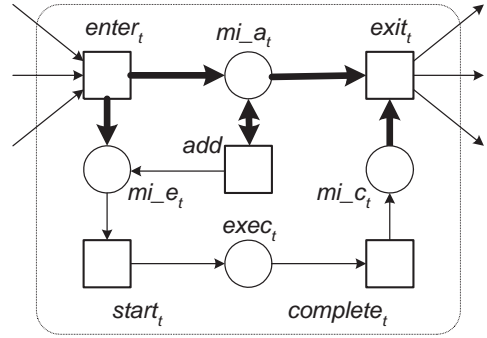 enter_t
mi_a_t
exit_t
add
mi_e_t
exec_t
mi_c_t
start_t
complete_t